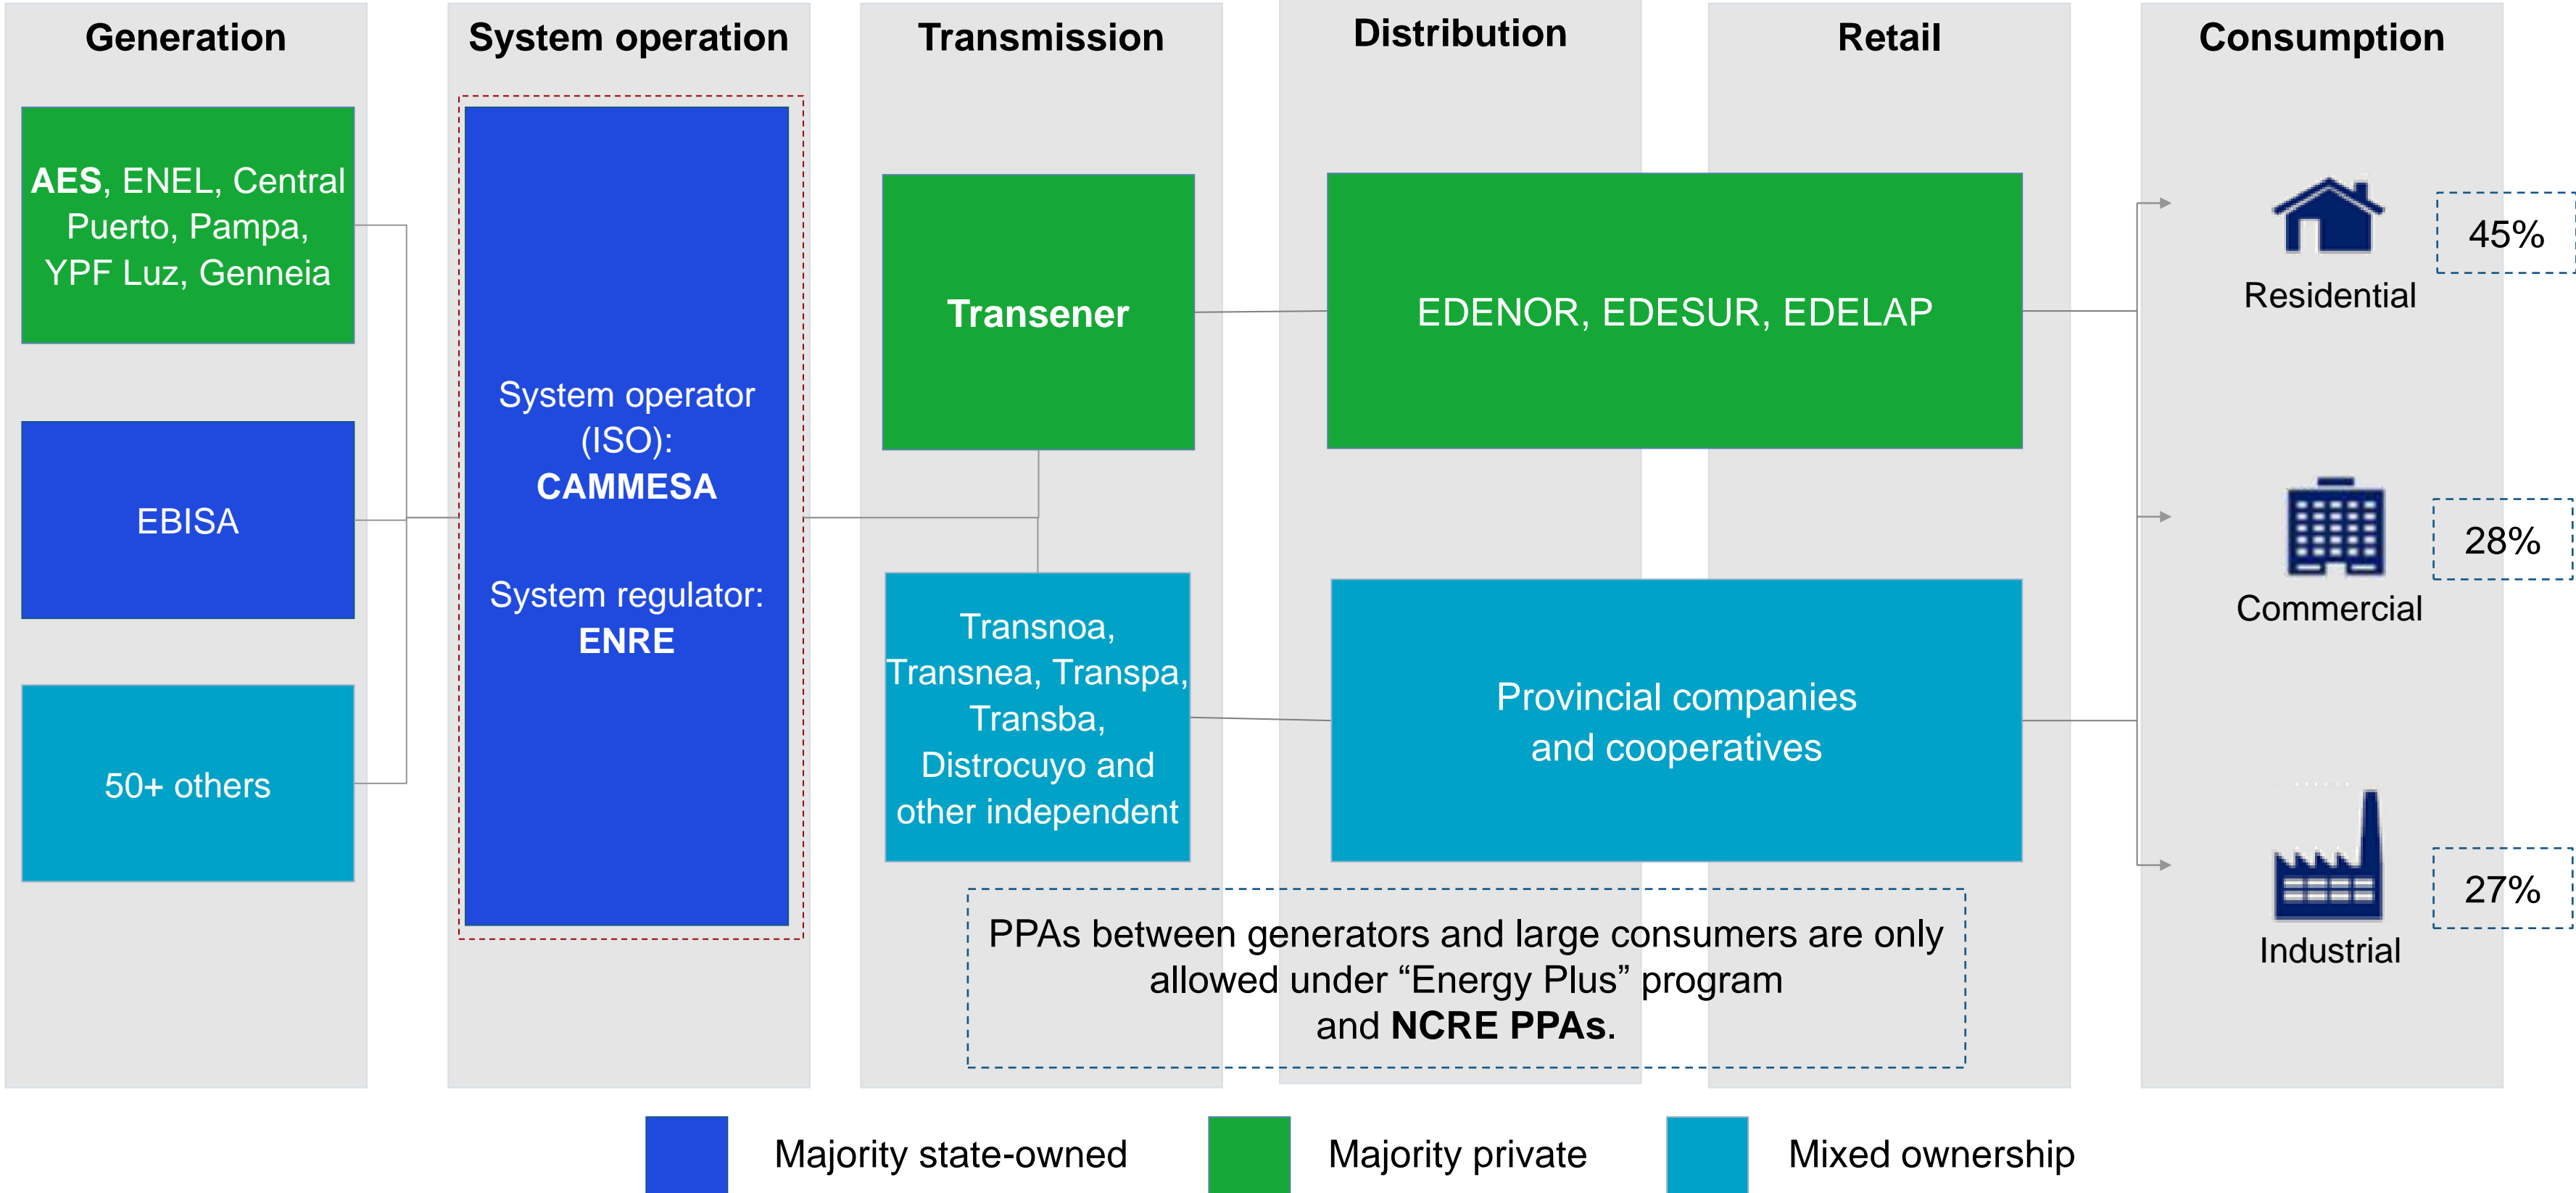 Generation
System operation
Transmission
Distribution
Retail
Consumption
AES, ENEL, Central
Puerto, Pampa,
YPF Luz, Genneia
EBISA
50+ others
System operator
(ISO):
CAMMESA
System regulator:
ENRE
Transener
Transnoa,
Transnea, Transpa,
Transba,
Distrocuyo and
other independent
EDENOR, EDESUR, EDELAP
Provincial companies
and cooperatives
PPAs between generators and large consumers are only
allowed under “Energy Plus” program
and NCRE PPAs.
Residential
45%
Commercial
28%
Industrial
27%
Majority state-owned
Majority private
Mixed ownership